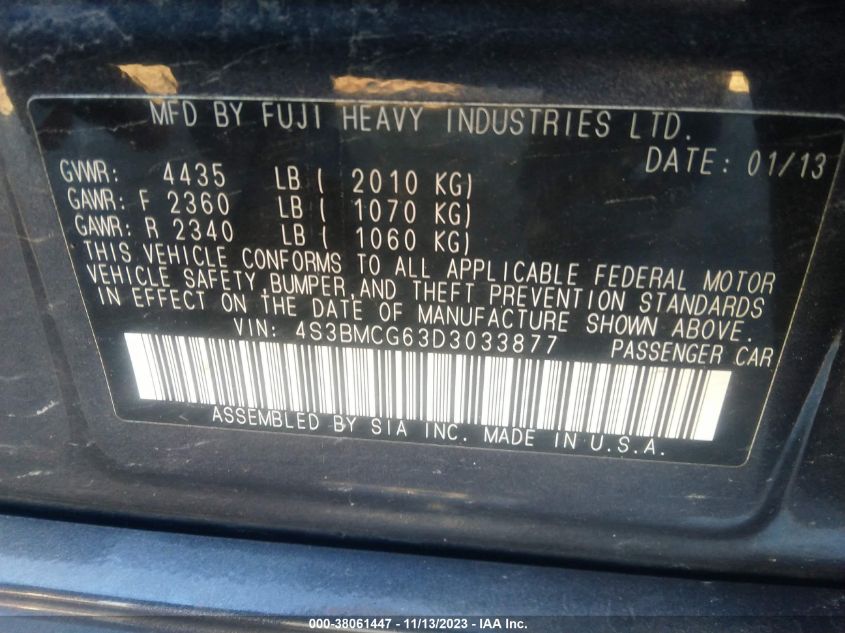 MFD BY FUJI HEAVY INDUSTRIES LTD.
DATE: 01/13
GVWR: 4435 LB ( 2010 KG)
GAWR: F 2360 LB ( 1070 KG)
GAWR: R 2340 LB ( 1060 KG)
THIS VEHICLE CONFORMS TO ALL APPLICABLE FEDERAL MOTOR
VEHICLE SAFETY,BUMPER,AND THEFT PREVENTION STANDARDS
IN EFFECT ON THE DATE OF MANUFACTURE SHOWN ABOVE.
VIN: 4S3BMCG63D3033877 PASSENGER CAR
ASSEMBLED BY SIA INC. MADE IN U.S.A.
000-38061447 - 11/13/2023 - IAA Inc.